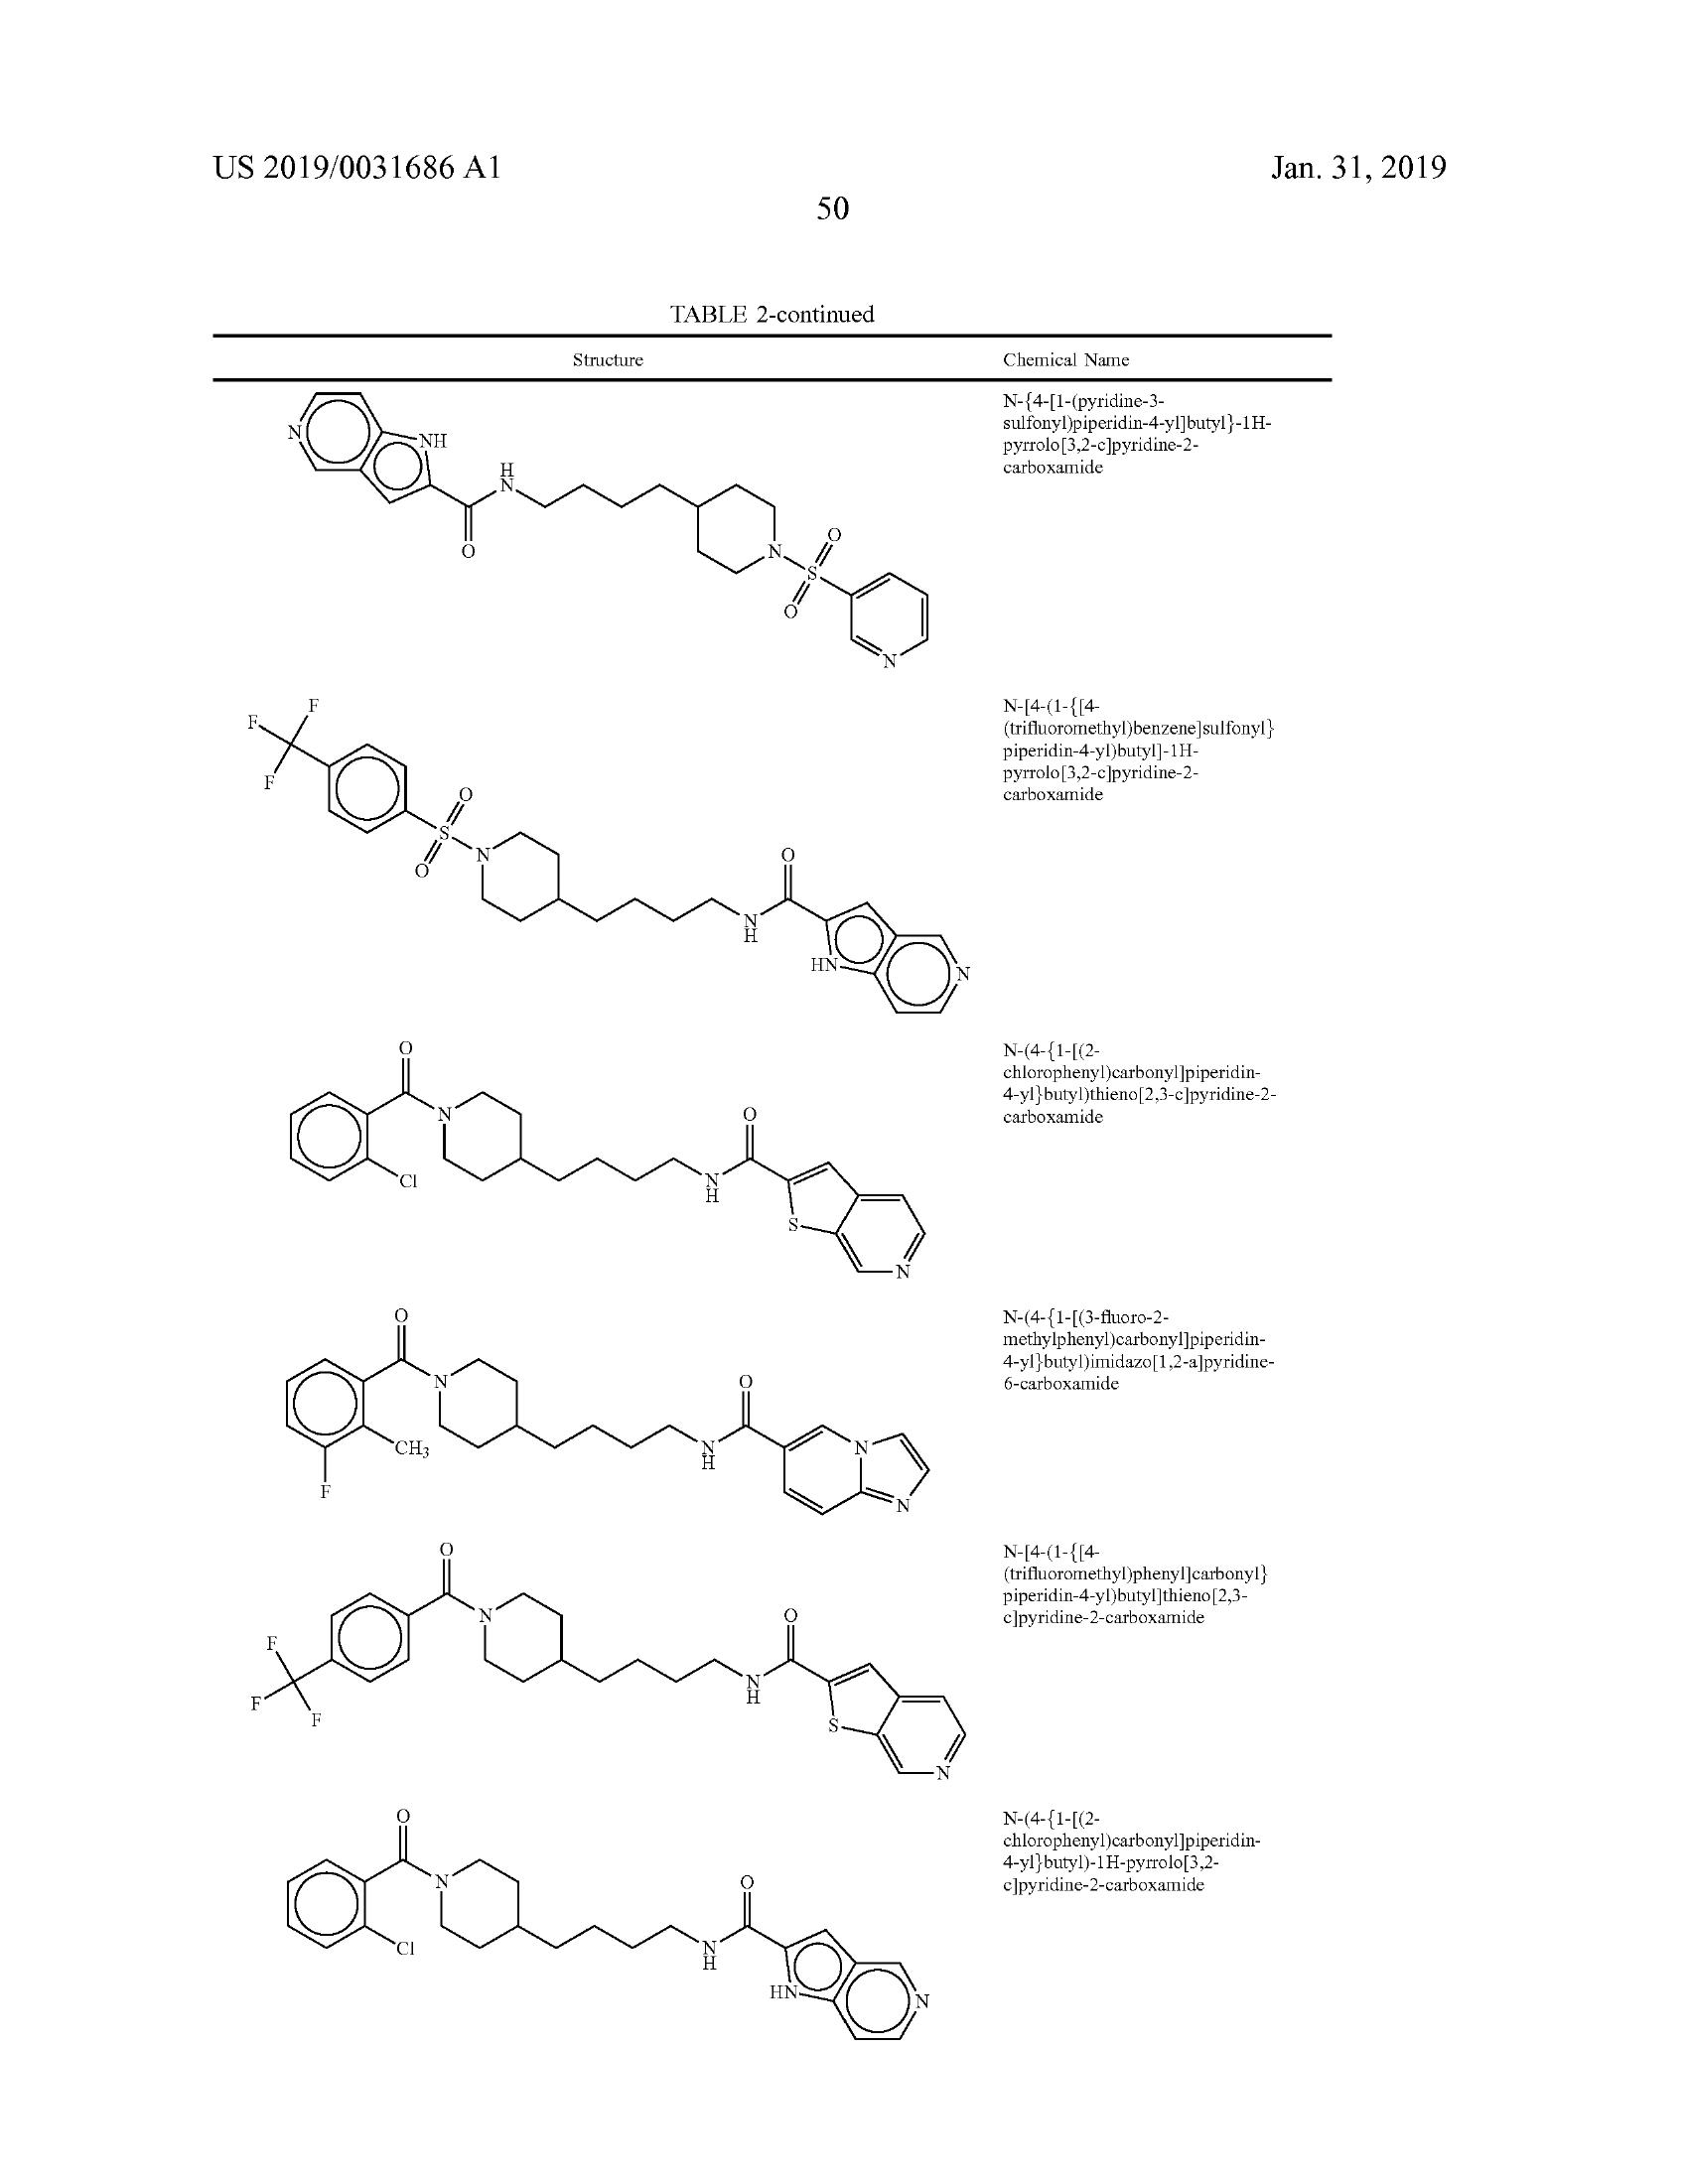 US 2019/0031686 A1
Jan. 31, 2019
50
TABLE 2-continued
Structure
Chemical Name
N
NH
H
N
O
N
O
S
O
N
N-{4-[1-(pyridine-3-
sulfonyl)piperidin-4-yl]butyl}-1H-
pyrrolo[3,2-c]pyridine-2-
carboxamide
F
F
F
O
S
O
N
O
N
H
HN
N
N-[4-(1-{[4-
(trifluoromethyl)benzene]sulfonyl}
piperidin-4-yl)butyl]-1H-
pyrrolo[3,2-c]pyridine-2-
carboxamide
O
N
Cl
O
N
H
S
N
N-(4-{1-[(2-
chlorophenyl)carbonyl]piperidin-
4-yl}butyl)thieno[2,3-c]pyridine-2-
carboxamide
O
N
CH3
F
O
N
H
N
N
N-(4-{1-[(3-fluoro-2-
methylphenyl)carbonyl]piperidin-
4-yl}butyl)imidazo[1,2-a]pyridine-
6-carboxamide
O
N
F
F
F
O
N
H
S
N
N-[4-(1-{[4-
(trifluoromethyl)phenyl]carbonyl}
piperidin-4-yl)butyl]thieno[2,3-
c]pyridine-2-carboxamide
O
N
Cl
O
N
H
HN
N
N-(4-{1-[(2-
chlorophenyl)carbonyl]piperidin-
4-yl}butyl)-1H-pyrrolo[3,2-
c]pyridine-2-carboxamide